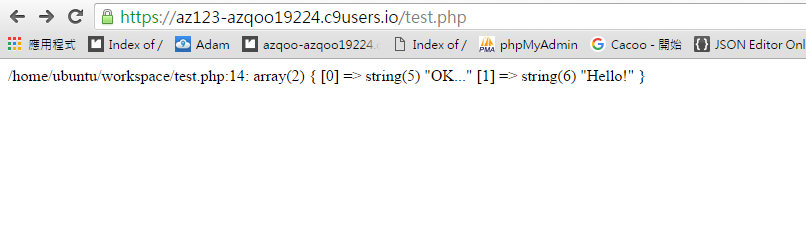 https://az123-azqoo19224.c9users.io/test.php
應用程式 Index of / Adam azqoo-azqoo19224. Index of / phpMyAdmin Cacoo - 開始 JSON Editor Onli
/home/ubuntu/workspace/test.php:14: array(2) { [0] => string(5) "OK..." [1] => string(6) "Hello!" }